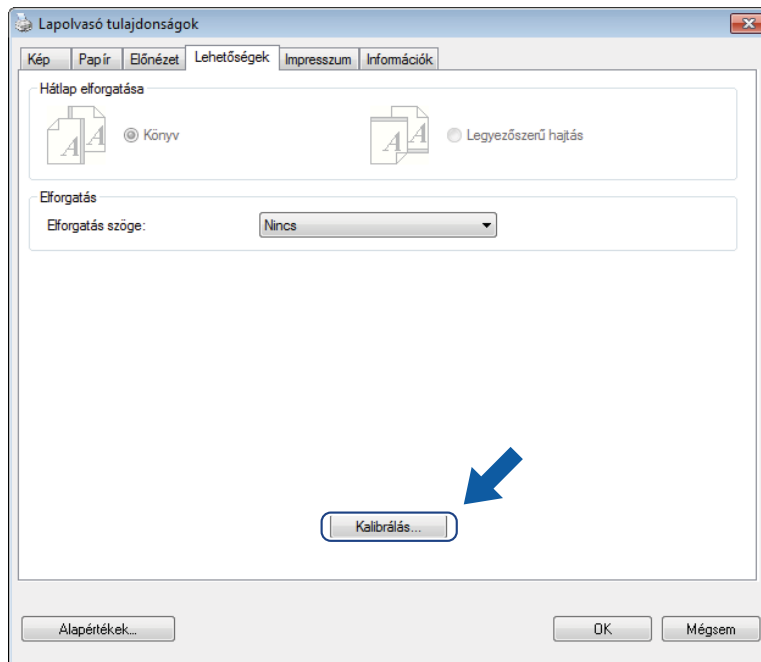 Lapolvasó tulajdonságok
Kép Papír Előnézet Lehetőségek Impresszum Információk
Hátlap elforgatása
A A Könyv A A Legyezőszerű hajtás
Elforgatás
Elforgatás szöge: Nincs
Kalibrálás...
Alapértékek... OK Mégsem